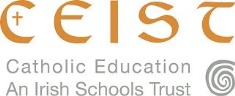 CEIST
Catholic Education
An Irish Schools Trust